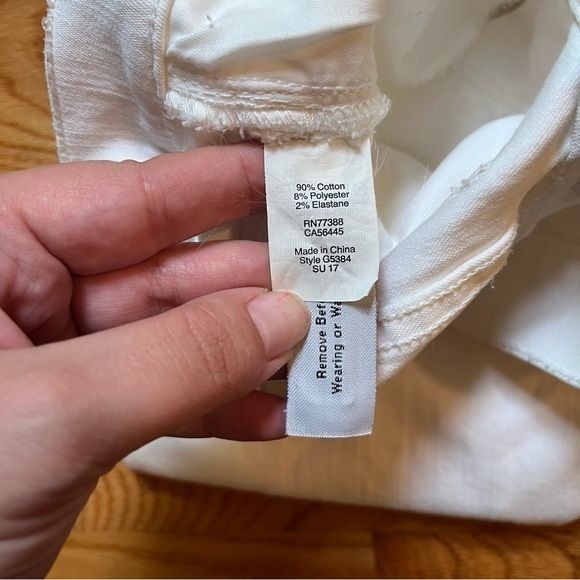 90% Cotton
8% Polyester
2% Elastane
RN77388
CA56445
Made in China
Style G5384
SU 17
Remove Bef
Wearing or Wa